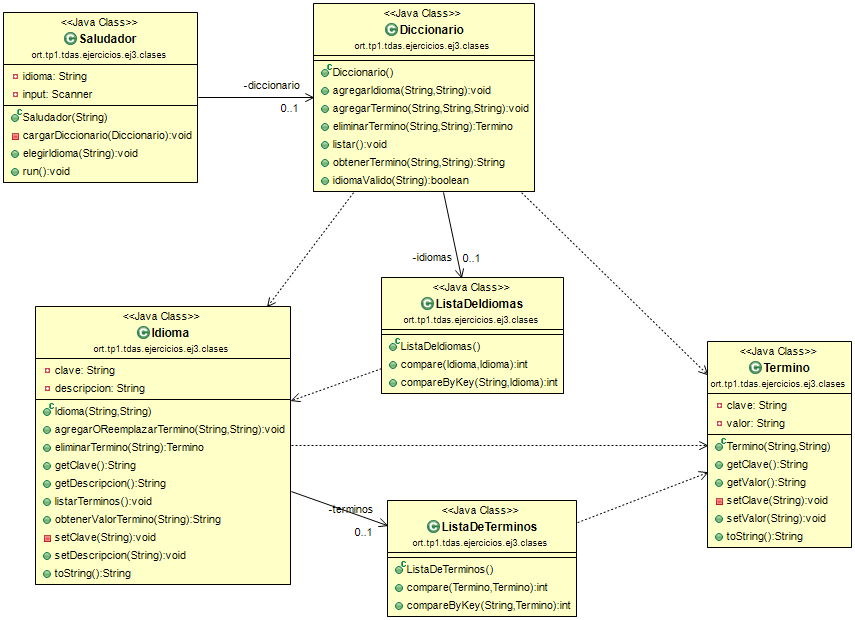 <<Java Class>>
Saludador
ort.tp1.tdas.ejercicios.ej3.clases
idioma: String
input: Scanner
Saludador(String)
cargarDiccionario(Diccionario):void
elegirIdioma(String):void
run():void
-diccionario
0..1
<<Java Class>>
Diccionario
ort.tp1.tdas.ejercicios.ej3.clases
Diccionario()
agregarIdioma(String,String):void
agregarTermino(String,String,String):void
eliminarTermino(String,String):Termino
listar():void
obtenerTermino(String,String):String
idiomaValido(String):boolean
-idiomas
0..1
<<Java Class>>
ListaDeIdiomas
ort.tp1.tdas.ejercicios.ej3.clases
ListaDeIdiomas()
compare(Idioma,Idioma):int
compareByKey(String,Idioma):int
<<Java Class>>
Idioma
ort.tp1.tdas.ejercicios.ej3.clases
clave: String
descripcion: String
Idioma(String,String)
agregarOReemplazarTermino(String,String):void
eliminarTermino(String):Termino
getClave():String
getDescripcion():String
listarTerminos():void
obtenerValorTermino(String):String
setClave(String):void
setDescripcion(String):void
toString():String
-terminos
0..1
<<Java Class>>
ListaDeTerminos
ort.tp1.tdas.ejercicios.ej3.clases
ListaDeTerminos()
compare(Termino,Termino):int
compareByKey(String,Termino):int
<<Java Class>>
Termino
ort.tp1.tdas.ejercicios.ej3.clases
clave: String
valor: String
Termino(String,String)
getClave():String
getValor():String
setClave(String):void
setValor(String):void
toString():String